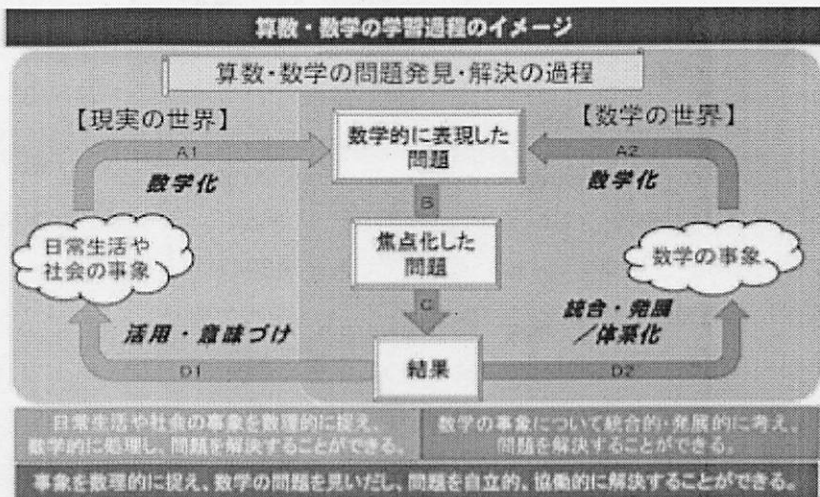 算数・数学の学習過程のイメージ
算数・数学の問題発見・解決の過程
【現実の世界】
【数学の世界】
数学的に表現した
問題
A1
A2
数学化
数学化
B
日常生活や
社会の事象
焦点化した
問題
数学の事象
C
活用・意味づけ
統合・発展
/体系化
結果
D1
D2
日常生活や社会の事象を数理的に捉え、
数学的に処理し、問題を解決することができる。
数学の事象について統合的・発展的に考え、
問題を解決することができる。
事象を数理的に捉え、数学の問題を見いだし、問題を自立的、協働的に解決することができる。